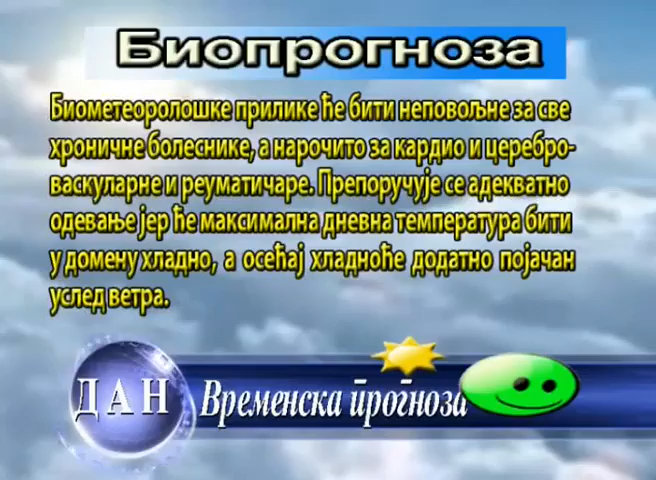 Биопрогноза
Биометеоролошке прилике ће бити неповољне за све
хроничне болеснике, а нарочито за кардио и церебро-
васкуларне и реуматичаре. Препоручује се адекватно
одевање јер ће максимална дневна температура бити
у домену хладно, а осећај хладноће додатно појачан
услед ветра.
ДАН
Временска прогноза